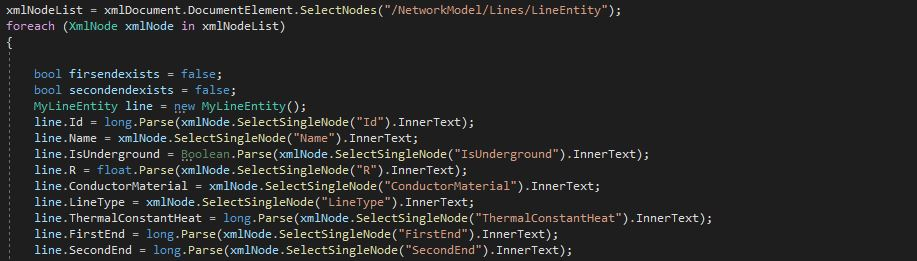 xmlNodeList = xmlDocument.DocumentElement.SelectNodes("/NetworkModel/Lines/LineEntity");
foreach (XmlNode xmlNode in xmlNodeList)
{
bool firsendexists = false;
bool secondendexists = false;
MyLineEntity line = new MyLineEntity();
line.Id = long.Parse(xmlNode.SelectSingleNode("Id").InnerText);
line.Name = xmlNode.SelectSingleNode("Name").InnerText;
line.IsUnderground = Boolean.Parse(xmlNode.SelectSingleNode("IsUnderground").InnerText);
line.R = float.Parse(xmlNode.SelectSingleNode("R").InnerText);
line.ConductorMaterial = xmlNode.SelectSingleNode("ConductorMaterial").InnerText;
line.LineType = xmlNode.SelectSingleNode("LineType").InnerText;
line.ThermalConstantHeat = long.Parse(xmlNode.SelectSingleNode("ThermalConstantHeat").InnerText);
line.FirstEnd = long.Parse(xmlNode.SelectSingleNode("FirstEnd").InnerText);
line.SecondEnd = long.Parse(xmlNode.SelectSingleNode("SecondEnd").InnerText);